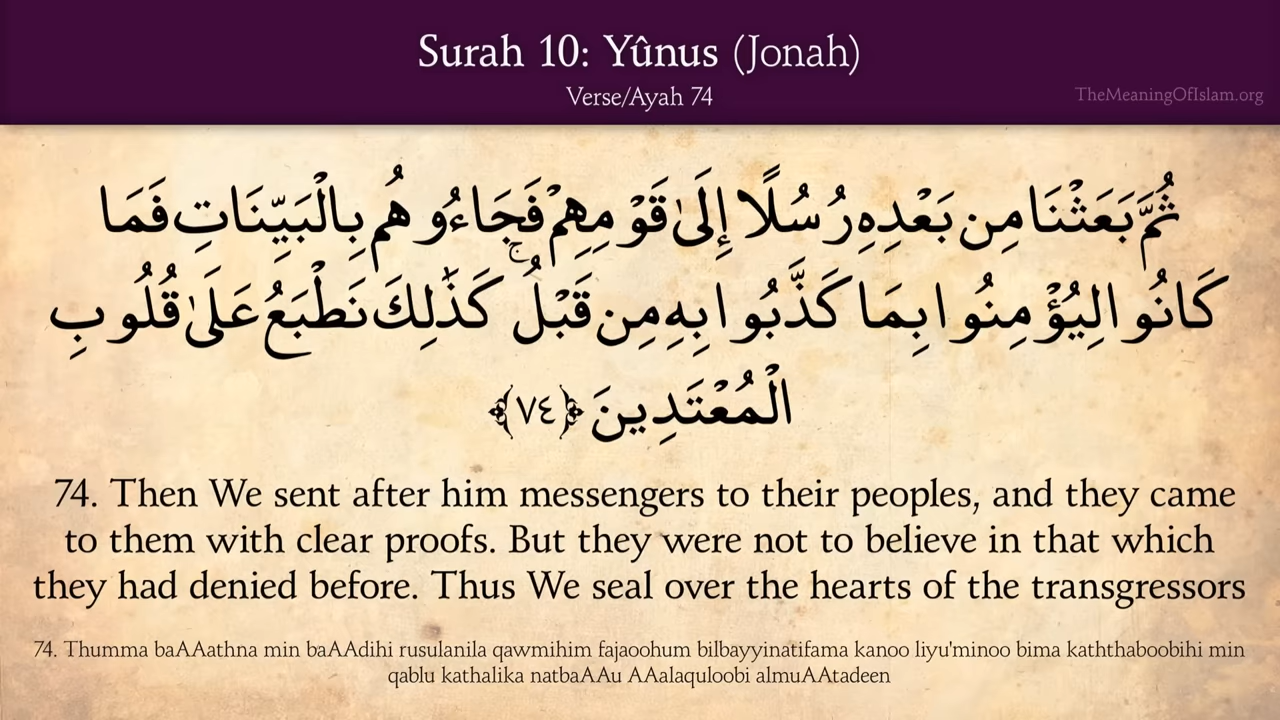 Surah 10: Yûnus (Jonah)
Verse/Ayah 74
TheMeaningOfIslam.org
ثُمَّ بَعَثْنَا مِن بَعْدِهِ رُسُلًا إِلَىٰ قَوْمِهِمْ فَجَاءُوهُم بِالْبَيِّنَاتِ فَمَا
كَانُوا لِيُؤْمِنُوا بِمَا كَذَّبُوا بِهِ مِن قَبْلُ ۚ كَذَٰلِكَ نَطْبَعُ عَلَىٰ قُلُوبِ
الْمُعْتَدِينَ ﴿٧٤﴾
74. Then We sent after him messengers to their peoples, and they came
to them with clear proofs. But they were not to believe in that which
they had denied before. Thus We seal over the hearts of the transgressors
74. Thumma baAAathna min baAAdihi rusulanila qawmihim fajaoohum bilbayyinatifama kanoo liyu'minoo bima kaththaboobihi min
qablu kathalika natbaAAu AAalaquloobi almuAAtadeen